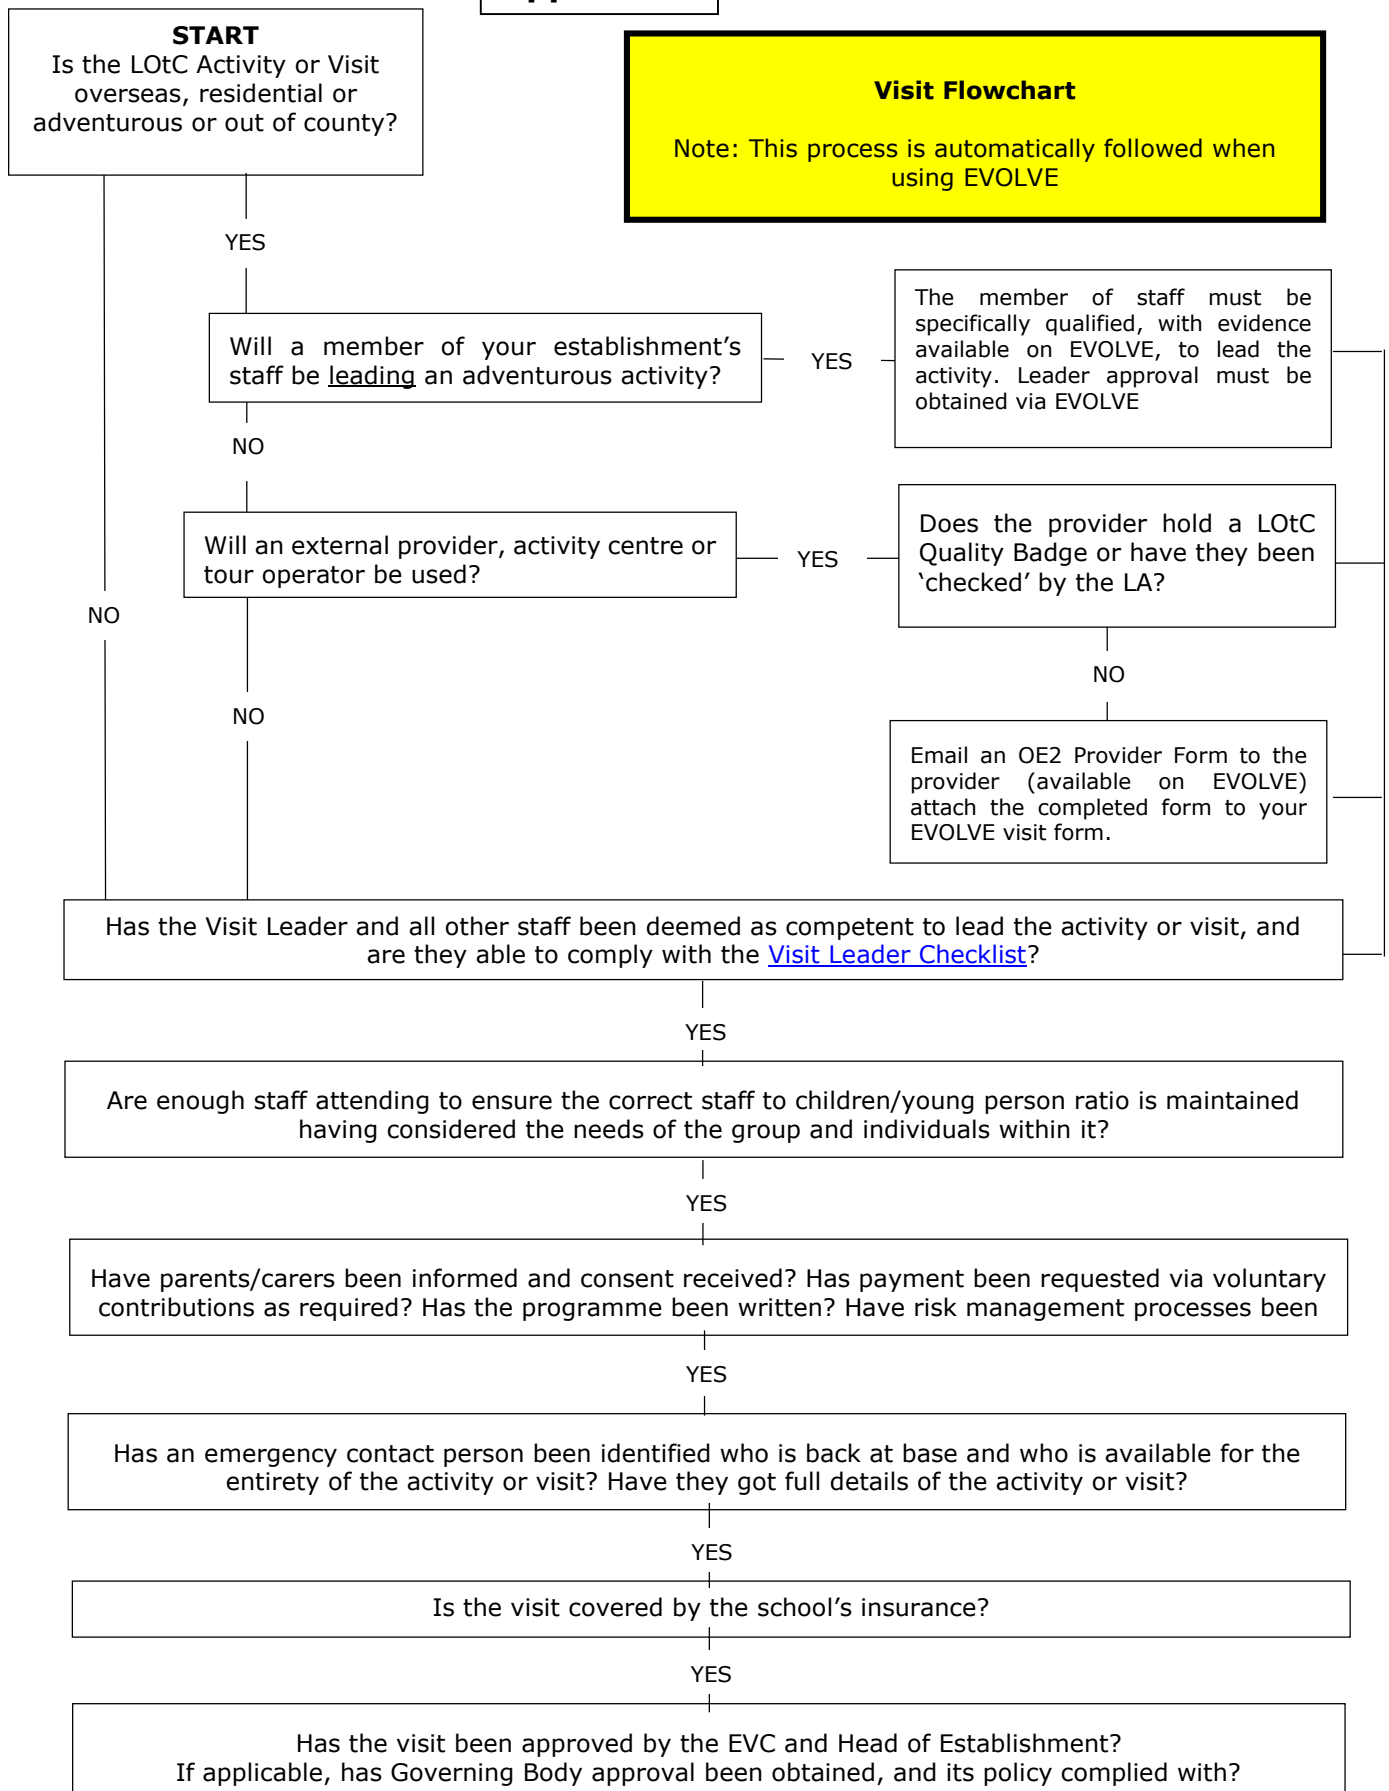 START
Is the LOtC Activity or Visit
overseas, residential or
adventurous or out of county?
Visit Flowchart
Note: This process is automatically followed when
using EVOLVE
YES
Will a member of your establishment's
staff be leading an adventurous activity?
YES
The member of staff must be
specifically qualified, with evidence
available on EVOLVE, to lead the
activity. Leader approval must be
obtained via EVOLVE
NO
Will an external provider, activity centre or
tour operator be used?
YES
Does the provider hold a LOtC
Quality Badge or have they been
‘checked’ by the LA?
NO
NO
NO
Email an OE2 Provider Form to the
provider (available on EVOLVE)
attach the completed form to your
EVOLVE visit form.
Has the Visit Leader and all other staff been deemed as competent to lead the activity or visit, and
are they able to comply with the Visit Leader Checklist?
YES
Are enough staff attending to ensure the correct staff to children/young person ratio is maintained
having considered the needs of the group and individuals within it?
YES
Have parents/carers been informed and consent received? Has payment been requested via voluntary
contributions as required? Has the programme been written? Have risk management processes been
YES
Has an emergency contact person been identified who is back at base and who is available for the
entirety of the activity or visit? Have they got full details of the activity or visit?
YES
Is the visit covered by the school’s insurance?
YES
Has the visit been approved by the EVC and Head of Establishment?
If applicable, has Governing Body approval been obtained, and its policy complied with?